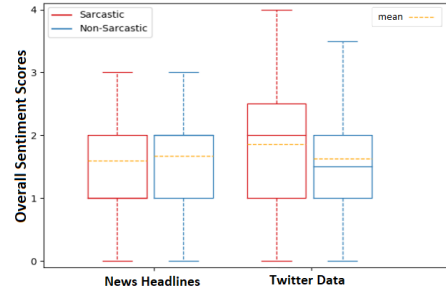 4
Sarcastic
Non-Sarcastic
mean
3
2
1
0
Overall Sentiment Scores
News Headlines
Twitter Data